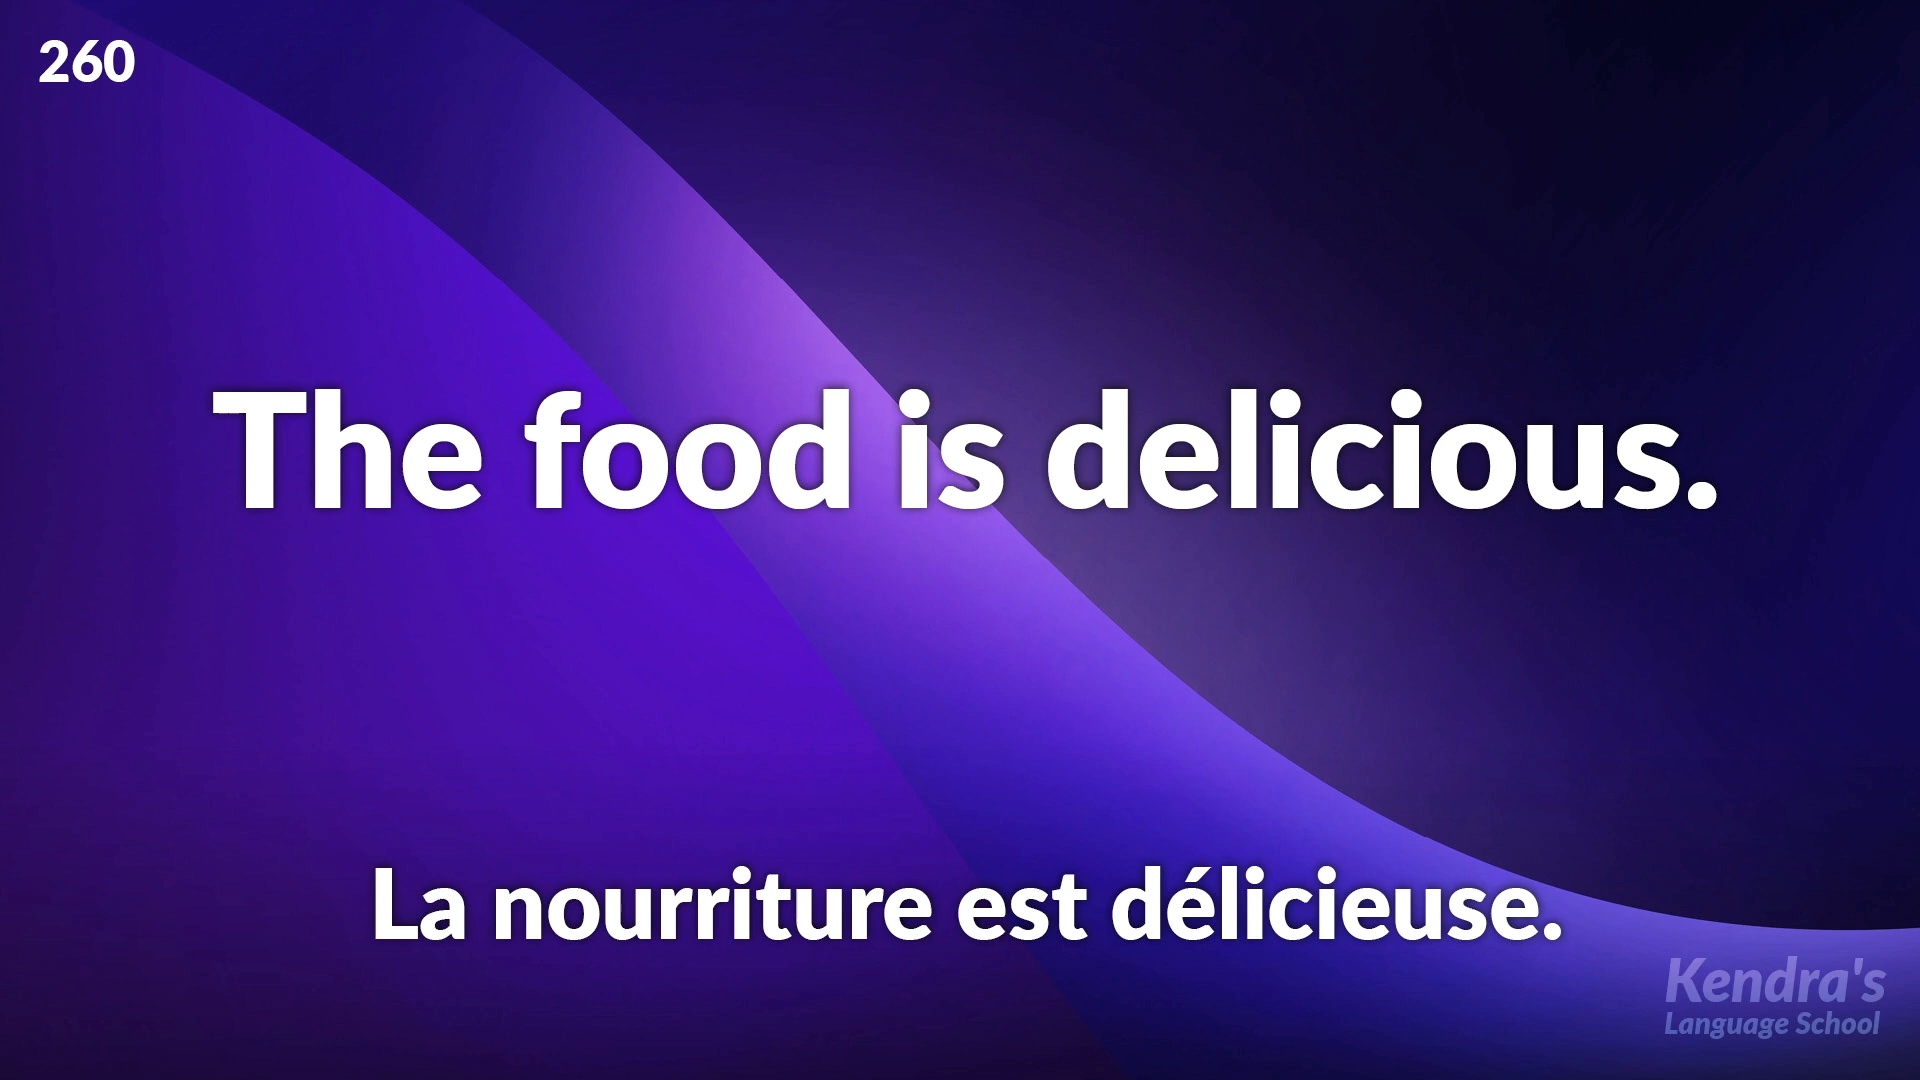 260
The food is delicious.
La nourriture est délicieuse.
Kendra's
Language School